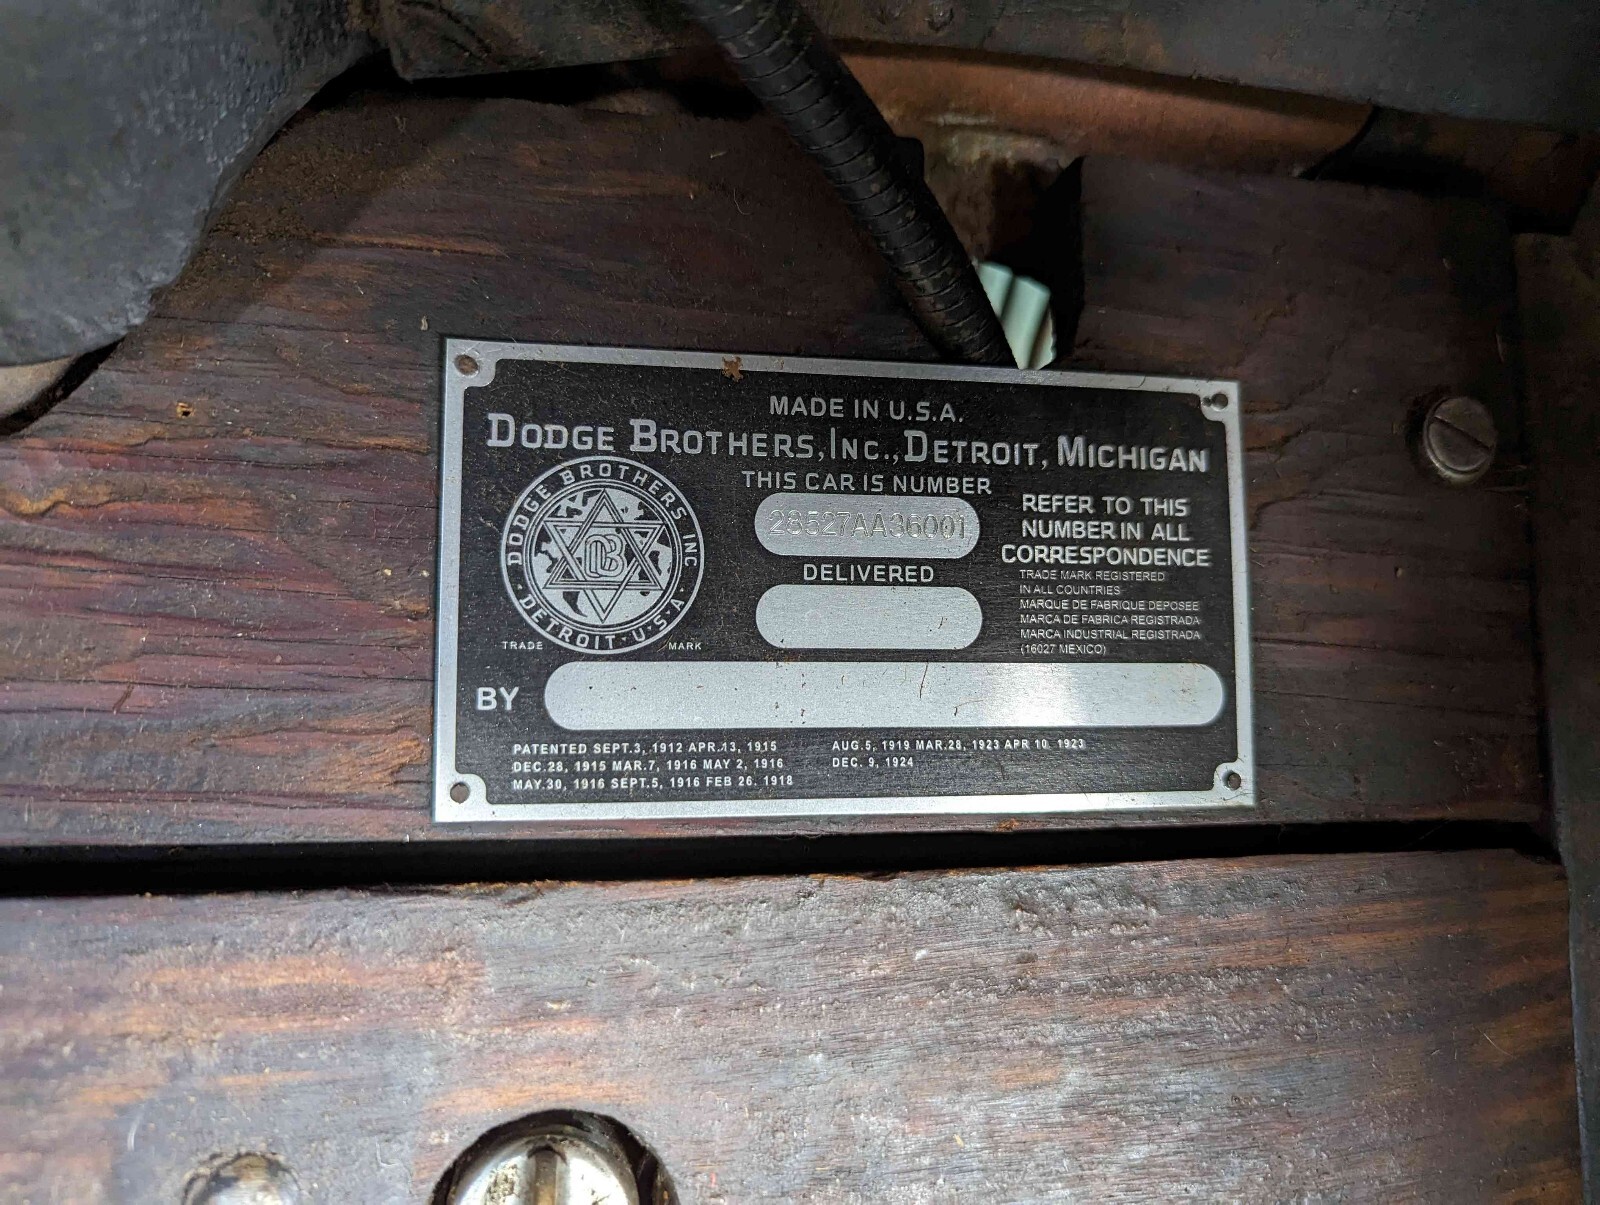 MADE IN U.S.A.
DODGE BROTHERS, INC., DETROIT, MICHIGAN
THIS CAR IS NUMBER
28527AA36001
DELIVERED
BY
REFER TO THIS
NUMBER IN ALL
CORRESPONDENCE
TRADE MARK REGISTERED
IN ALL COUNTRIES
MARQUE DE FABRIQUE DEPOSEE
MARCA DE FABRICA REGISTRADA
MARCA INDUSTRIAL REGISTRADA
(16027 MEXICO)
DODGE BROTHERS INC
DETROIT · U · S · A ·
DB
TRADE MARK
PATENTED SEPT.3, 1912 APR.13, 1915
DEC.28, 1915 MAR.7, 1916 MAY 2, 1916
MAY.30, 1916 SEPT.5, 1916 FEB 26. 1918
AUG.5, 1919 MAR.28, 1923 APR 10. 1923
DEC. 9, 1924